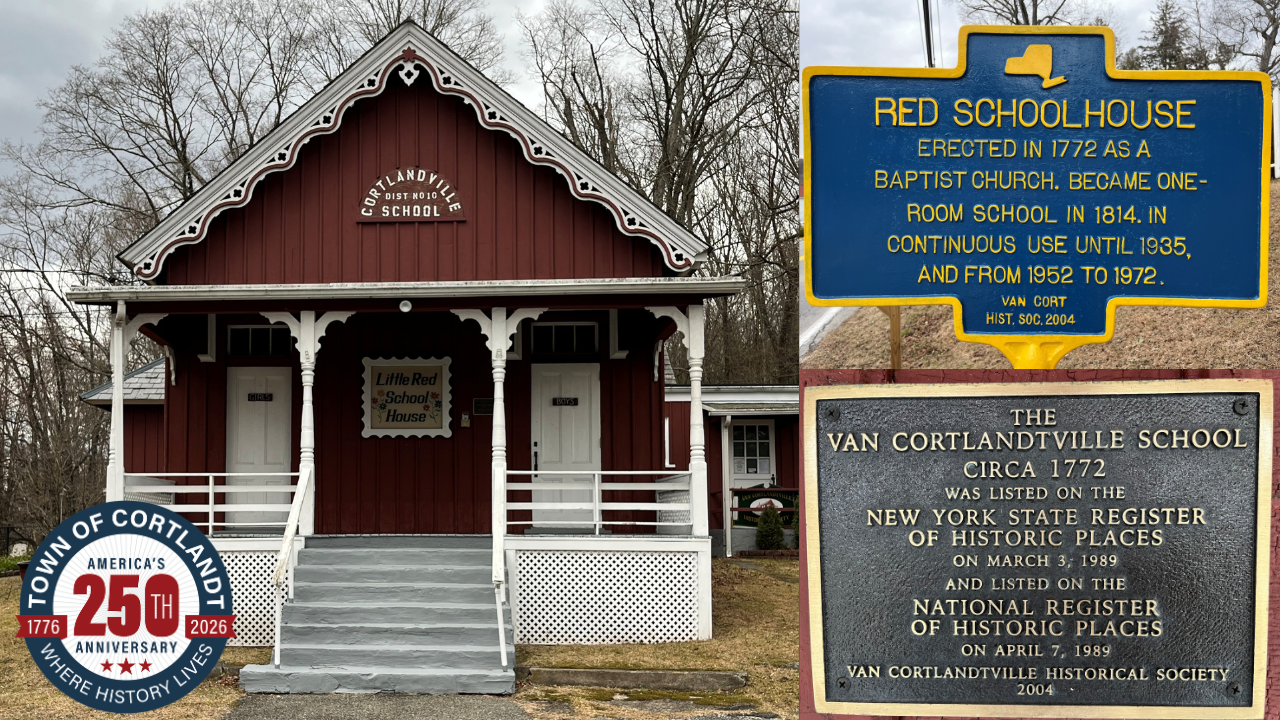 CORTLANDVILLE
DIST NO 10
SCHOOL
GIRLS
Little Red
School
House
BOYS
TOWN OF CORTLANDT
AMERICA'S
250TH
1776
2026
ANNIVERSARY
WHERE HISTORY LIVES
RED SCHOOLHOUSE
ERECTED IN 1772 AS A
BAPTIST CHURCH. BECAME ONE-
ROOM SCHOOL IN 1814. IN
CONTINUOUS USE UNTIL 1935,
AND FROM 1952 TO 1972.
VAN CORT
HIST. SOC. 2004
THE
VAN CORTLANDTVILLE SCHOOL
CIRCA 1772
WAS LISTED ON THE
NEW YORK STATE REGISTER
OF HISTORIC PLACES
ON MARCH 3, 1989
AND LISTED ON THE
NATIONAL REGISTER
OF HISTORIC PLACES
ON APRIL 7, 1989
VAN CORTLANDTVILLE HISTORICAL SOCIETY
2004